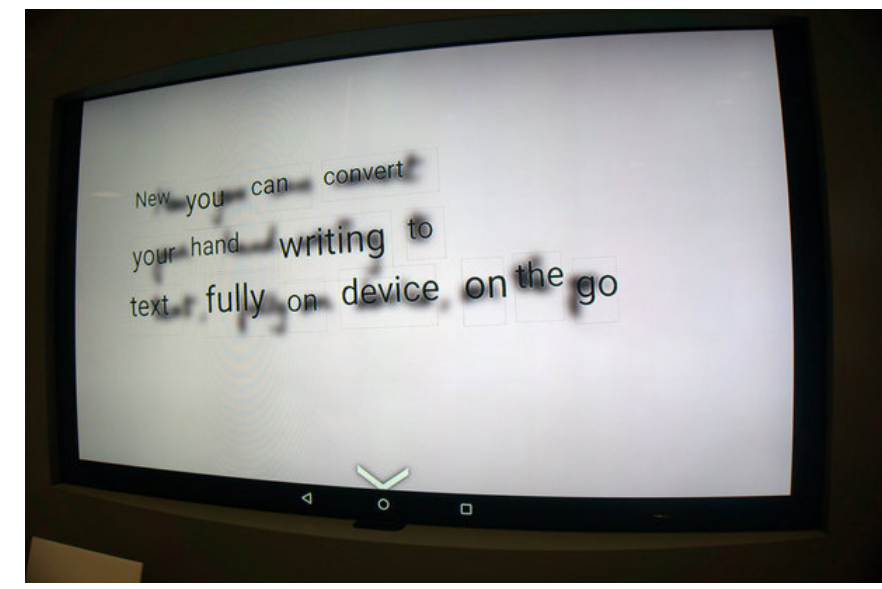 New you can convert
your hand writing to
text fully on device on the go